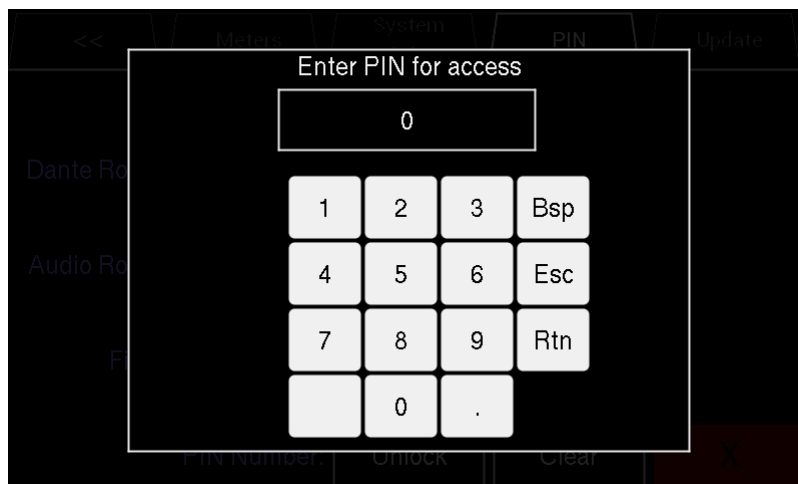 << Meters System PIN Update
Enter PIN for access
0
Dante Ro
1 2 3 Bsp
Audio Ro
4 5 6 Esc
7 8 9 Rtn
0 .
PIN Number: Unlock Clear X